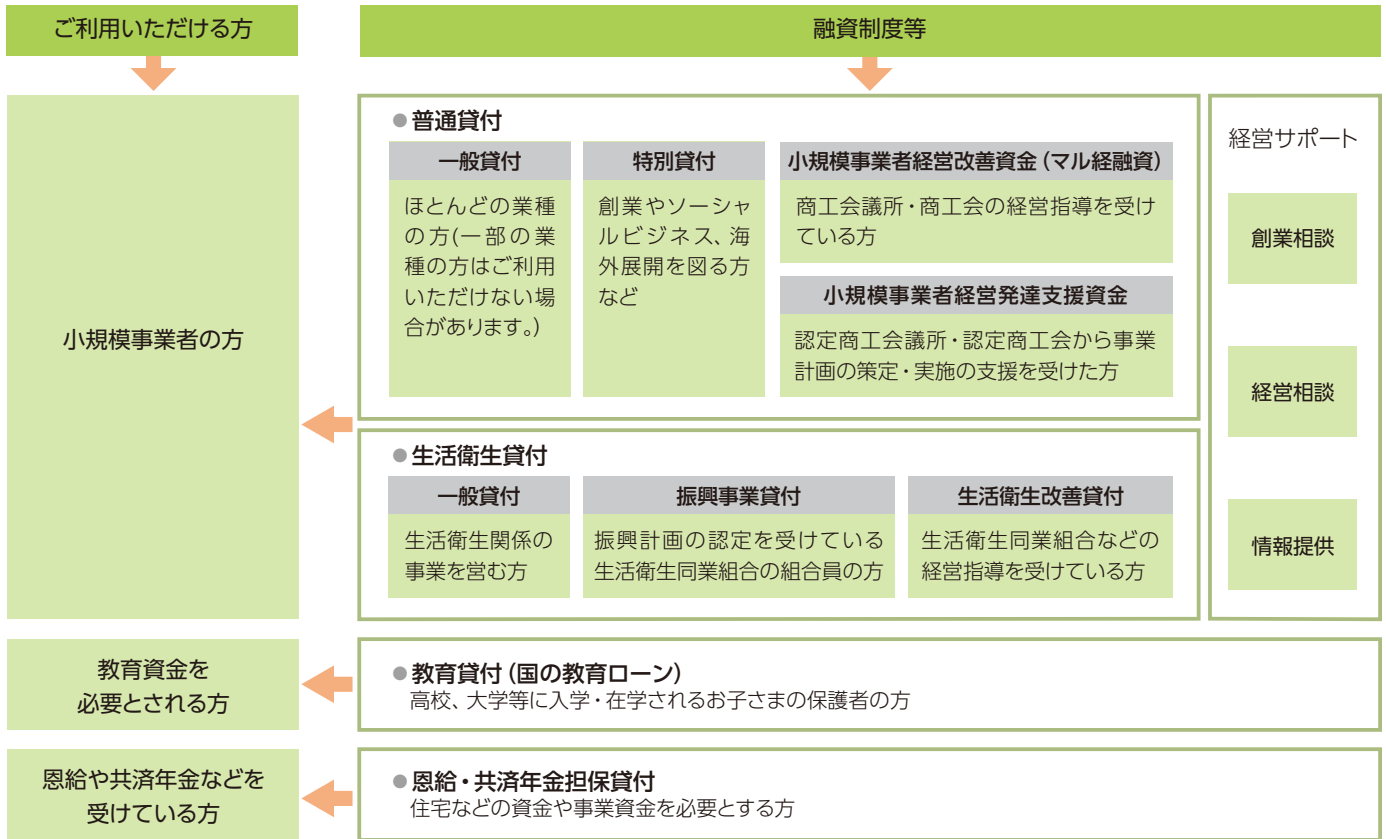 ご利用いただける方
融資制度等
小規模事業者の方
●普通貸付
一般貸付
ほとんどの業種
の方(一部の業
種の方はご利用
いただけない場
合があります。)
特別貸付
創業やソーシャ
ルビジネス、海
外展開を図る方
など
小規模事業者経営改善資金(マル経融資)
商工会議所・商工会の経営指導を受け
ている方
小規模事業者経営発達支援資金
認定商工会議所・認定商工会から事業
計画の策定・実施の支援を受けた方
●生活衛生貸付
一般貸付
生活衛生関係の
事業を営む方
振興事業貸付
振興計画の認定を受けている
生活衛生同業組合の組合員の方
生活衛生改善貸付
生活衛生同業組合などの
経営指導を受けている方
経営サポート
創業相談
経営相談
情報提供
教育資金を
必要とされる方
●教育貸付(国の教育ローン)
高校、大学等に入学・在学されるお子さまの保護者の方
恩給や共済年金などを
受けている方
●恩給・共済年金担保貸付
住宅などの資金や事業資金を必要とする方